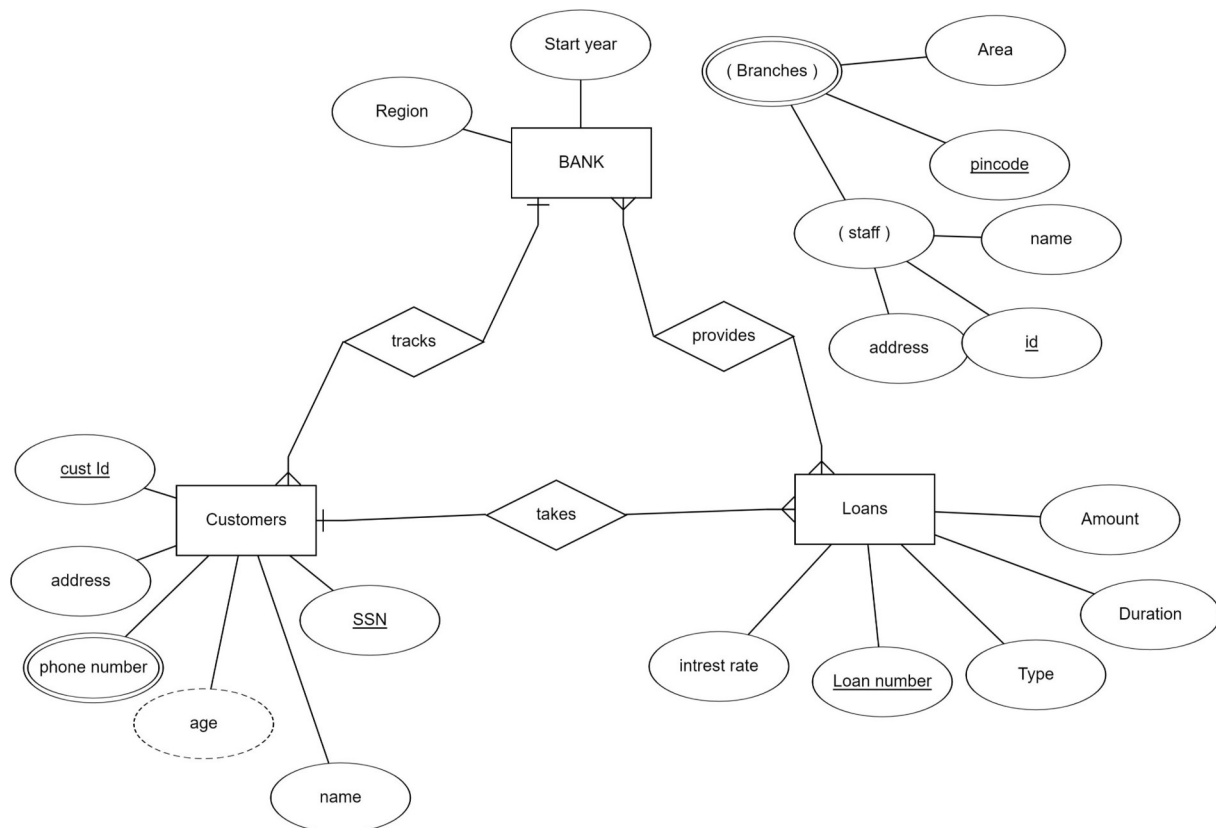 Start year
( Branches )
Area
Region
BANK
pincode
( staff )
name
tracks
provides
address
id
cust Id
Customers
takes
Loans
Amount
address
SSN
Duration
phone number
intrest rate
Loan number
Type
age
name